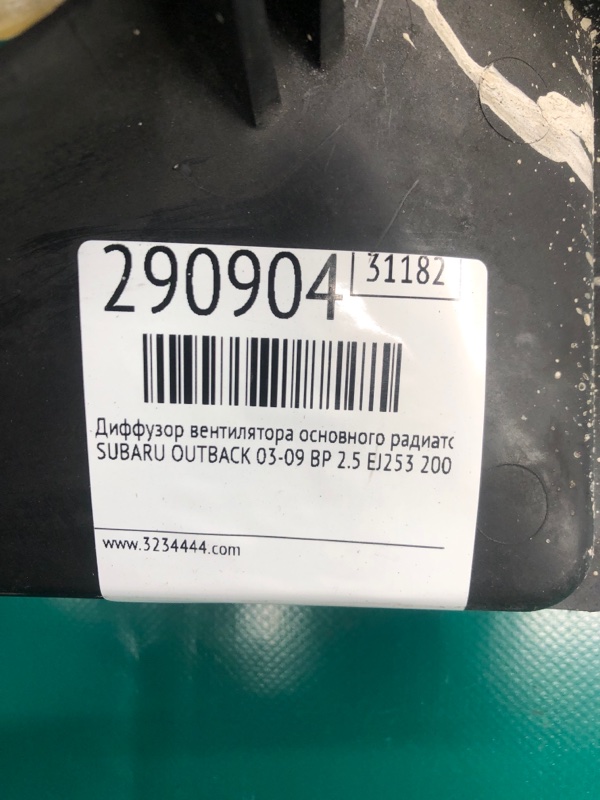 290904
31182
Диффузор вентилятора основного радиатс
SUBARU OUTBACK 03-09 BP 2.5 EJ253 200
www.3234444.com